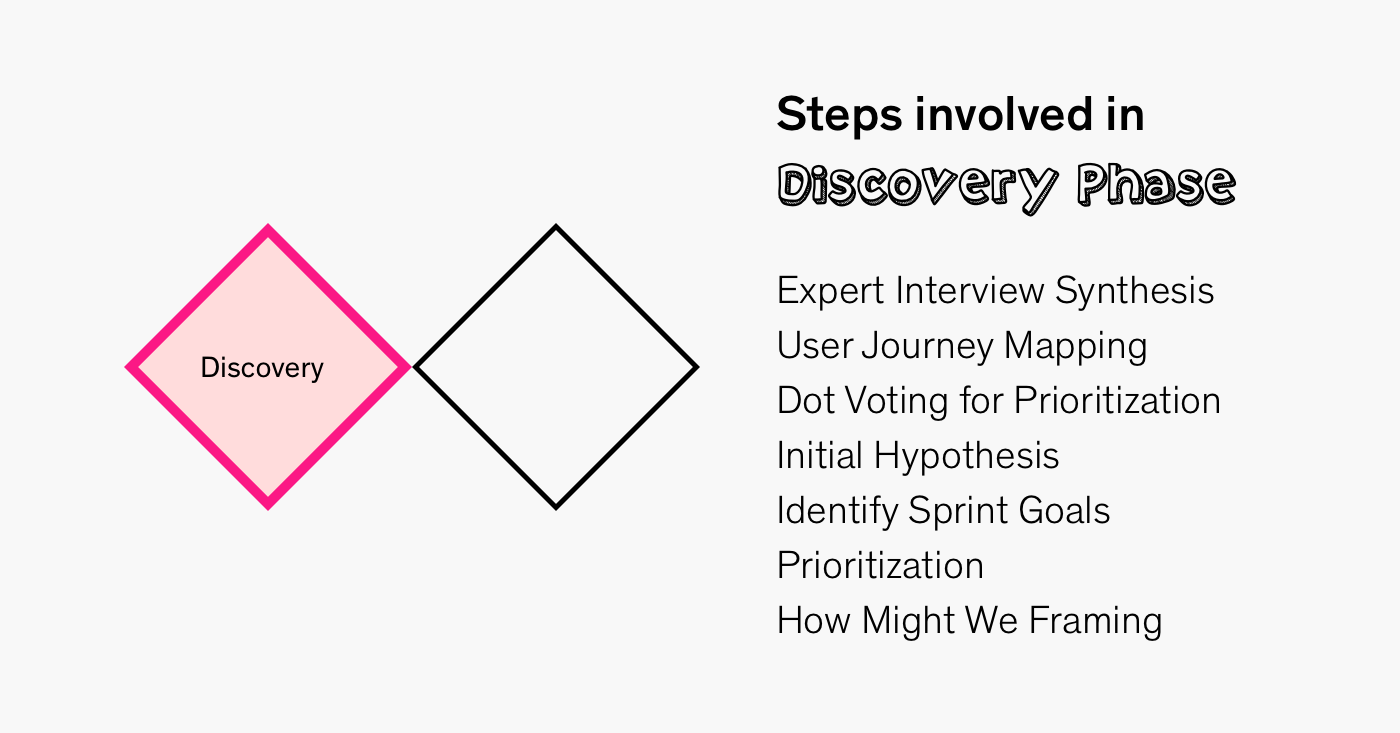 Steps involved in
Discovery Phase
Discovery
Expert Interview Synthesis
User Journey Mapping
Dot Voting for Prioritization
Initial Hypothesis
Identify Sprint Goals
Prioritization
How Might We Framing